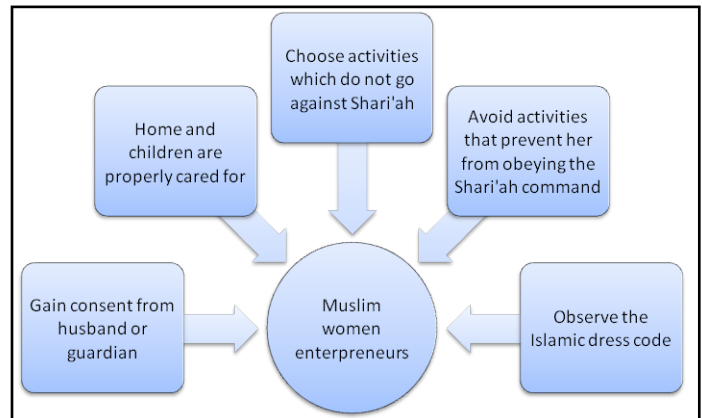 Choose activities
which do not go
against Shari'ah
Home and
children are
properly cared for
Avoid activities
that prevent her
from obeying the
Shari'ah command
Gain consent from
husband or
guardian
Muslim
women
enterpreneurs
Observe the
Islamic dress code